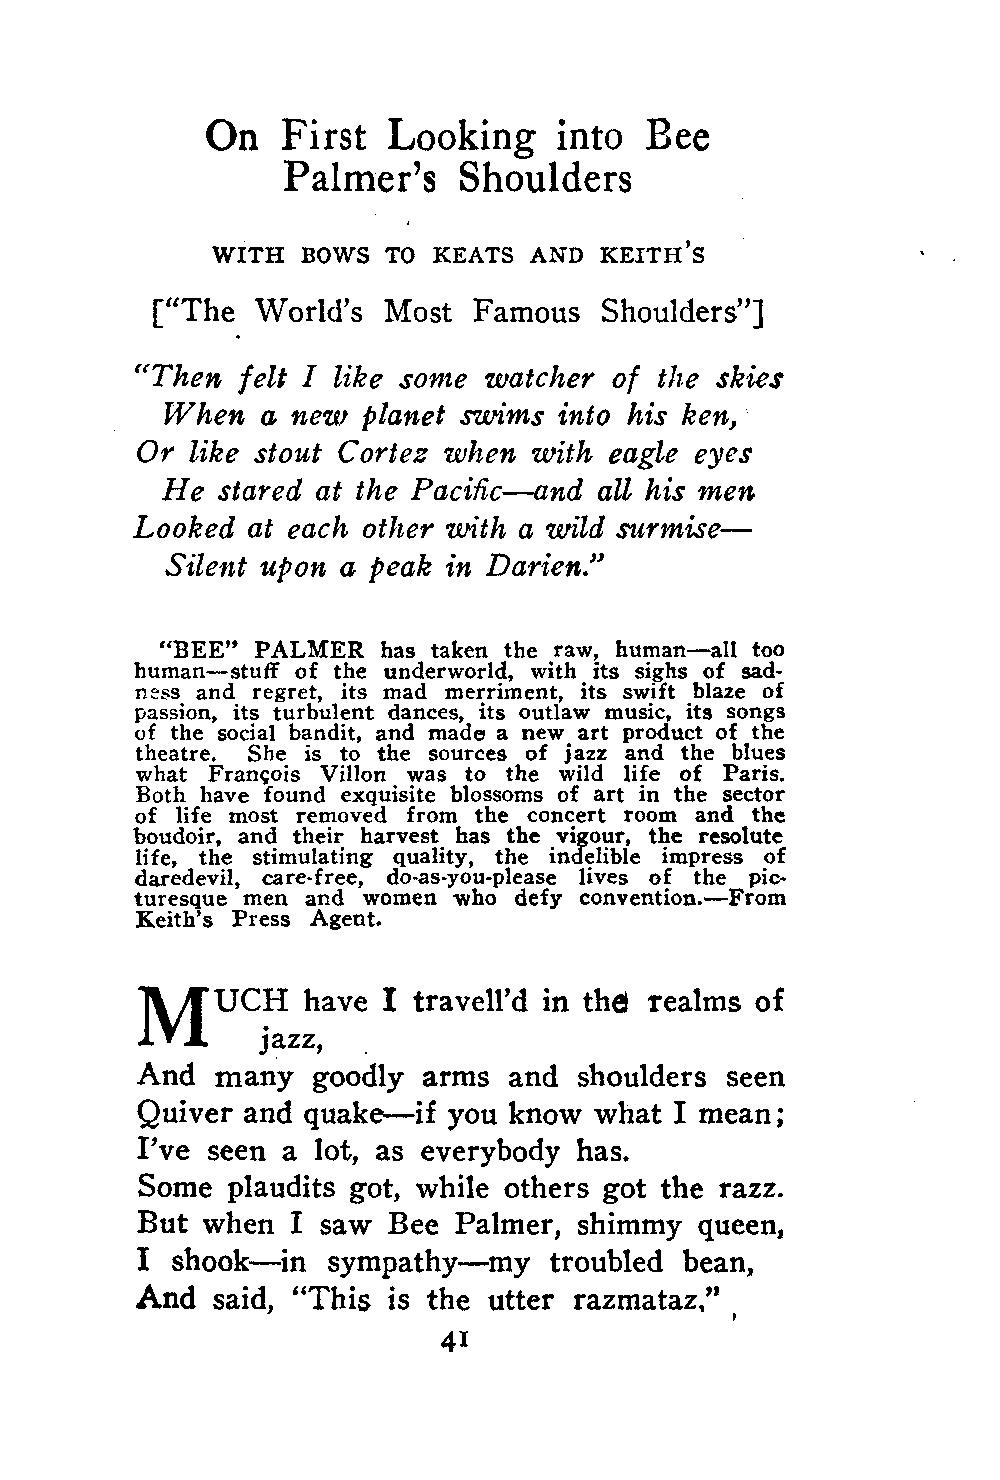 On First Looking into Bee
Palmer's Shoulders
WITH BOWS TO KEATS AND KEITH'S
["The World's Most Famous Shoulders"]
"Then felt I like some watcher of the skies
When a new planet swims into his ken,
Or like stout Cortez when with eagle eyes
He stared at the Pacific—and all his men
Looked at each other with a wild surmise—
Silent upon a peak in Darien."
"BEE" PALMER has taken the raw, human—all too
human—stuff of the underworld, with its sighs of sad-
ness and regret, its mad merriment, its swift blaze of
passion, its turbulent dances, its outlaw music, its songs
of the social bandit, and made a new art product of the
theatre. She is to the sources of jazz and the blues
what François Villon was to the wild life of Paris.
Both have found exquisite blossoms of art in the sector
of life most removed from the concert room and the
boudoir, and their harvest has the vigour, the resolute
life, the stimulating quality, the indelible impress of
daredevil, care-free, do-as-you-please lives of the pic-
turesque men and women who defy convention.—From
Keith's Press Agent.
MUCH have I travell'd in the realms of
jazz,
And many goodly arms and shoulders seen
Quiver and quake—if you know what I mean;
I've seen a lot, as everybody has.
Some plaudits got, while others got the razz.
But when I saw Bee Palmer, shimmy queen,
I shook—in sympathy—my troubled bean,
And said, "This is the utter razmataz."
41